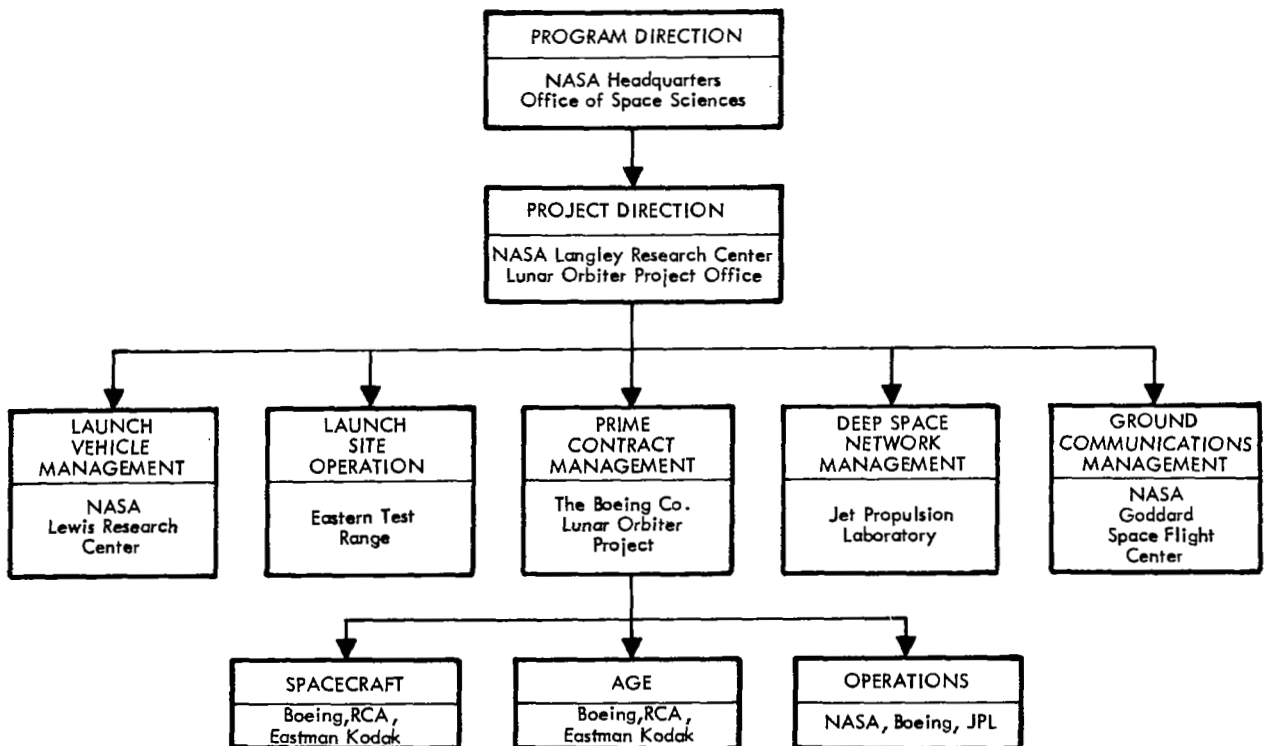 PROGRAM DIRECTION
NASA Headquarters
Office of Space Sciences
PROJECT DIRECTION
NASA Langley Research Center
Lunar Orbiter Project Office
LAUNCH
VEHICLE
MANAGEMENT
NASA
Lewis Research
Center
LAUNCH
SITE
OPERATION
Eastern Test
Range
PRIME
CONTRACT
MANAGEMENT
The Boeing Co.
Lunar Orbiter
Project
DEEP SPACE
NETWORK
MANAGEMENT
Jet Propulsion
Laboratory
GROUND
COMMUNICATIONS
MANAGEMENT
NASA
Goddard
Space Flight
Center
SPACECRAFT
Boeing,RCA,
Eastman Kodak
AGE
Boeing,RCA,
Eastman Kodak
OPERATIONS
NASA, Boeing, JPL